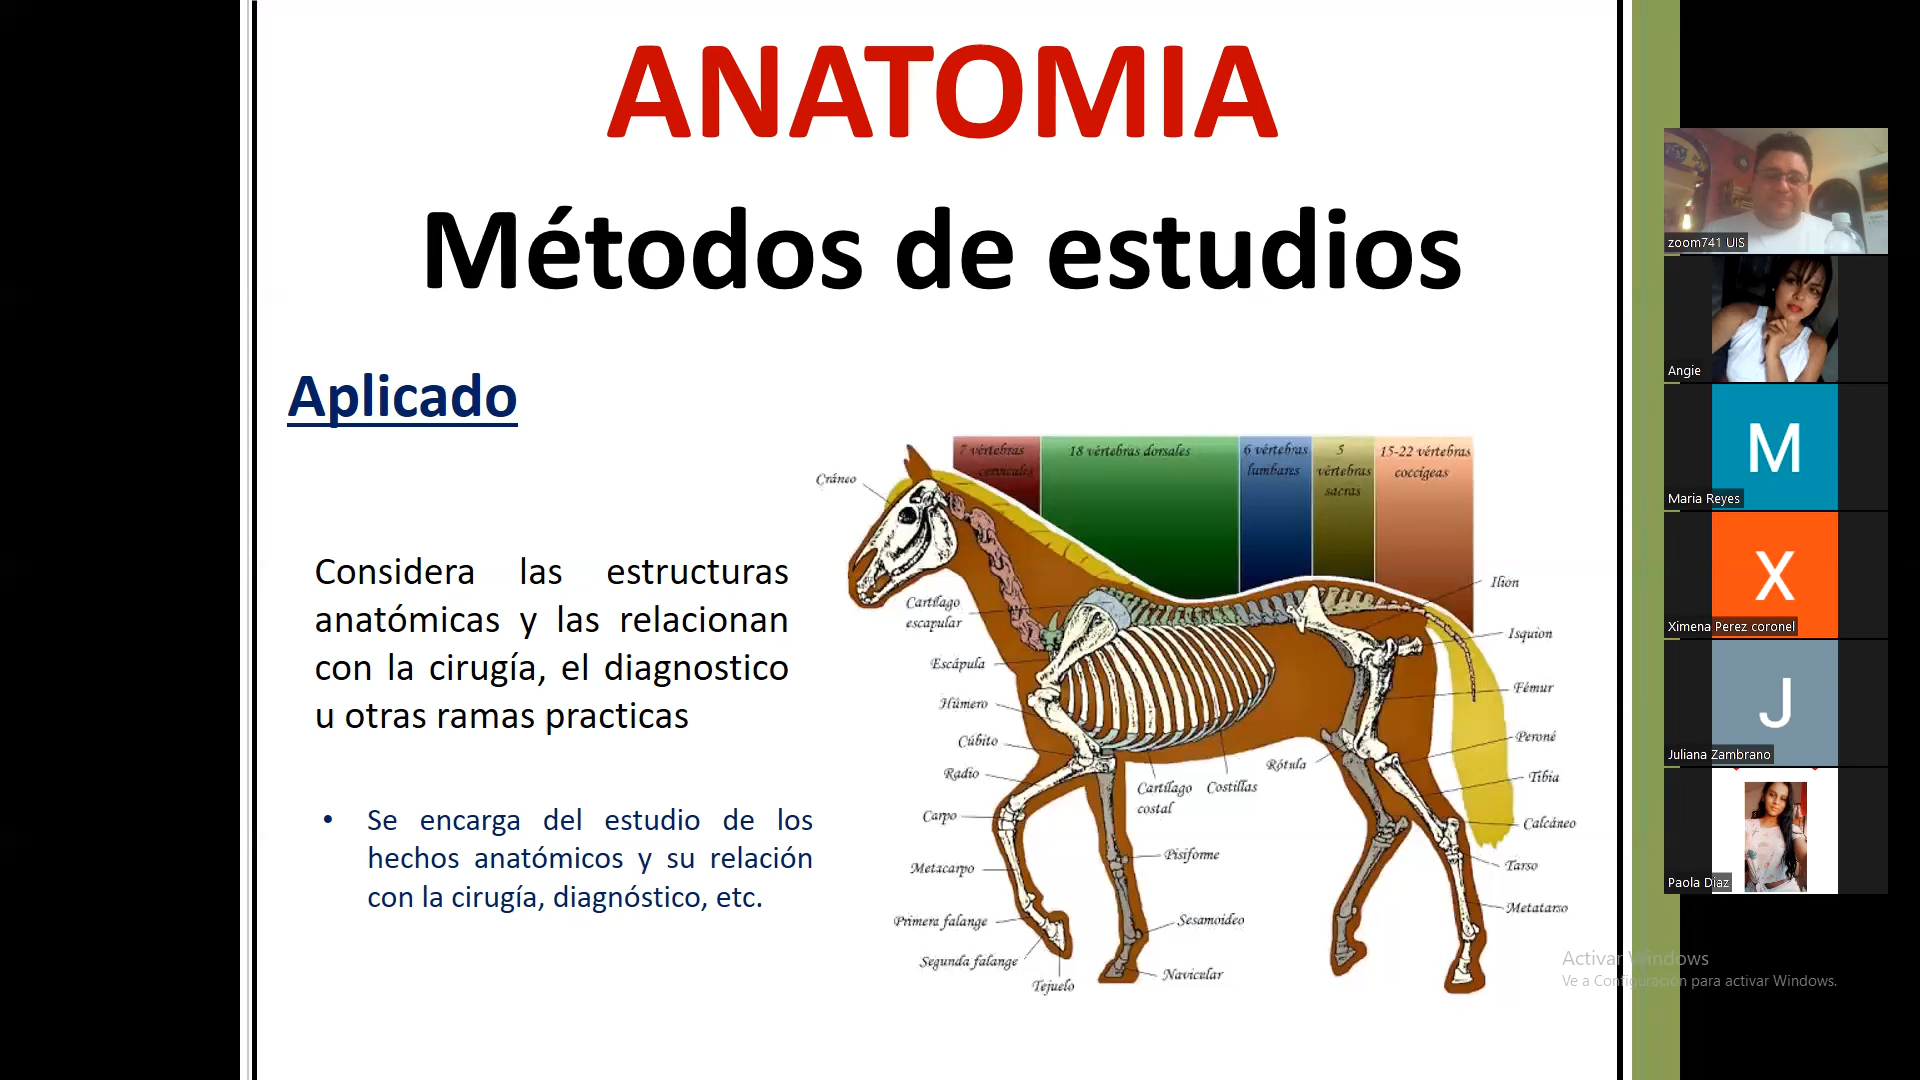 ANATOMIA
Métodos de estudios
Aplicado
Considera las estructuras
anatómicas y las relacionan
con la cirugía, el diagnostico
u otras ramas practicas
• Se encarga del estudio de los
hechos anatómicos y su relación
con la cirugía, diagnóstico, etc.
7 vértebras
cervicales
18 vértebras dorsales
6 vértebras
lumbares
5
vértebras
sacras
15-22 vértebras
coccígeas
Cráneo
Cartílago
escapular
Escápula
Húmero
Cúbito
Radio
Carpo
Metacarpo
Primera falange
Segunda falange
Tejuelo
Cartílago
costal
Costillas
Rótula
Pisiforme
Sesamoideo
Navicular
Ilion
Isquion
Fémur
Peroné
Tibia
Calcáneo
Tarso
Metatarso
zoom741 UIS
Angie
M
Maria Reyes
X
Ximena Perez coronel
J
Juliana Zambrano
Paola Diaz
Activar Windows
Ve a Configuración para activar Windows.